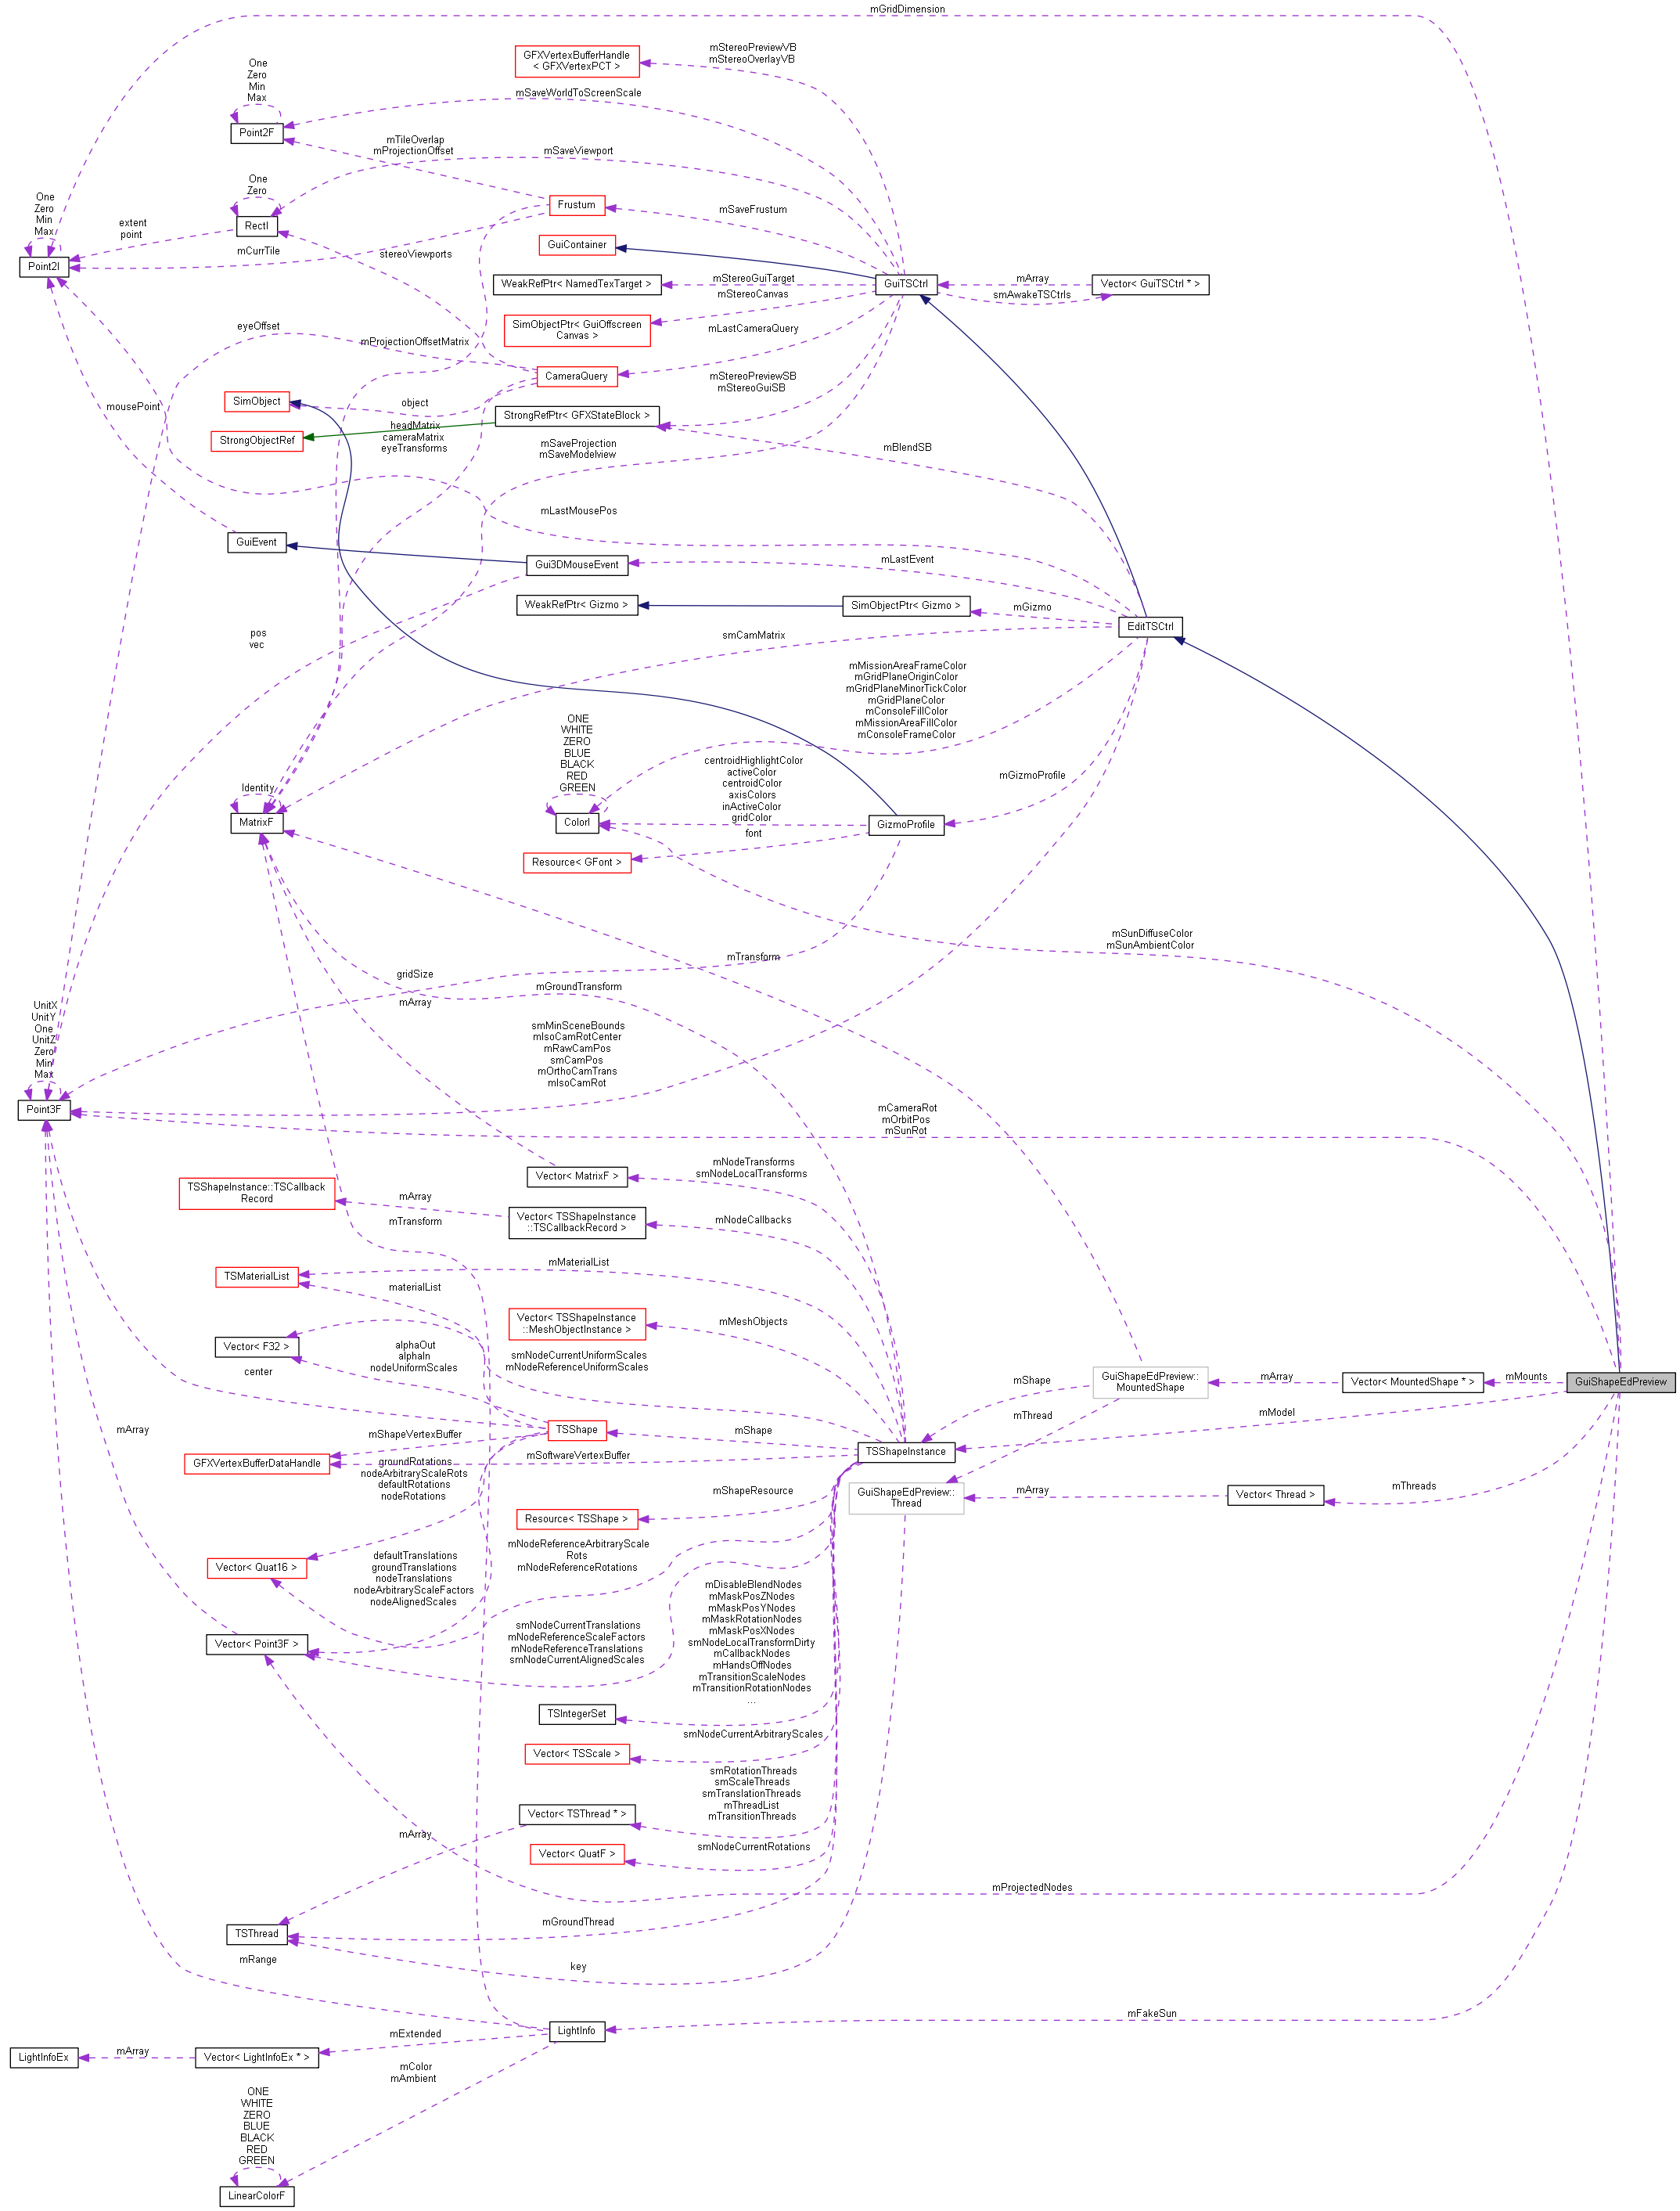 mGridDimension
GFXVertexBufferHandle
< GFXVertexPCT >
mStereoPreviewVB
mStereoOverlayVB
One
Zero
Min
Max
mSaveWorldToScreenScale
Point2F
mTileOverlap
mProjectionOffset
mSaveViewport
One
Zero
Frustum
mSaveFrustum
One
Zero
Min
Max
extent
point
RectI
GuiContainer
mCurrTile
stereoViewports
Point2I
WeakRefPtr< NamedTexTarget >
mStereoGuiTarget
mStereoCanvas
GuiTSCtrl
mArray
smAwakeTSCtrls
Vector< GuiTSCtrl * >
eyeOffset
mProjectionOffsetMatrix
SimObjectPtr< GuiOffscreen
Canvas >
mLastCameraQuery
CameraQuery
mStereoPreviewSB
mStereoGuiSB
mousePoint
SimObject
object
StrongRefPtr< GFXStateBlock >
headMatrix
cameraMatrix
eyeTransforms
StrongObjectRef
mSaveProjection
mSaveModelview
mBlendSB
mLastMousePos
GuiEvent
Gui3DMouseEvent
mLastEvent
WeakRefPtr< Gizmo >
SimObjectPtr< Gizmo >
mGizmo
EditTSCtrl
pos
vec
smCamMatrix
mMissionAreaFrameColor
mGridPlaneOriginColor
mGridPlaneMinorTickColor
mGridPlaneColor
mConsoleFillColor
mMissionAreaFillColor
mConsoleFrameColor
ONE
WHITE
ZERO
BLUE
BLACK
RED
GREEN
centroidHighlightColor
activeColor
centroidColor
axisColors
inActiveColor
gridColor
mGizmoProfile
Identity
MatrixF
ColorI
GizmoProfile
font
Resource< GFont >
mSunDiffuseColor
mSunAmbientColor
gridSize
mTransform
mArray
mGroundTransform
UnitX
UnitY
One
UnitZ
Zero
Min
Max
smMinSceneBounds
mIsoCamRotCenter
mRawCamPos
smCamPos
mOrthoCamTrans
mIsoCamRot
Point3F
mCameraRot
mOrbitPos
mSunRot
Vector< MatrixF >
mNodeTransforms
smNodeLocalTransforms
TSShapeInstance::TSCallback
Record
mArray
Vector< TSShapeInstance
::TSCallbackRecord >
mNodeCallbacks
mTransform
TSMaterialList
mMaterialList
materialList
Vector< TSShapeInstance
::MeshObjectInstance >
mMeshObjects
Vector< F32 >
alphaOut
alphaIn
nodeUniformScales
smNodeCurrentUniformScales
mNodeReferenceUniformScales
center
GuiShapeEdPreview::
MountedShape
mShape
mThread
mArray
Vector< MountedShape * >
mMounts
GuiShapeEdPreview
mModel
mArray
TSShape
mShape
mShapeVertexBuffer
mSoftwareVertexBuffer
TSShapeInstance
GFXVertexBufferDataHandle
groundRotations
nodeArbitraryScaleRots
defaultRotations
nodeRotations
GuiShapeEdPreview::
Thread
mArray
Vector< Thread >
mThreads
Resource< TSShape >
mShapeResource
mNodeReferenceArbitraryScale
Rots
mNodeReferenceRotations
Vector< Quat16 >
defaultTranslations
groundTranslations
nodeTranslations
nodeArbitraryScaleFactors
nodeAlignedScales
mDisableBlendNodes
mMaskPosZNodes
mMaskPosYNodes
mMaskRotationNodes
mMaskPosXNodes
smNodeLocalTransformDirty
mCallbackNodes
mHandsOffNodes
mTransitionScaleNodes
mTransitionRotationNodes
...
Vector< Point3F >
smNodeCurrentTranslations
mNodeReferenceScaleFactors
mNodeReferenceTranslations
smNodeCurrentAlignedScales
TSIntegerSet
smNodeCurrentArbitraryScales
Vector< TSScale >
smRotationThreads
smScaleThreads
smTranslationThreads
mThreadList
mTransitionThreads
Vector< TSThread * >
mArray
Vector< QuatF >
smNodeCurrentRotations
mProjectedNodes
TSThread
mGroundThread
mRange
key
mFakeSun
LightInfo
LightInfoEx
mArray
Vector< LightInfoEx * >
mExtended
mColor
mAmbient
ONE
WHITE
ZERO
BLUE
BLACK
RED
GREEN
LinearColorF